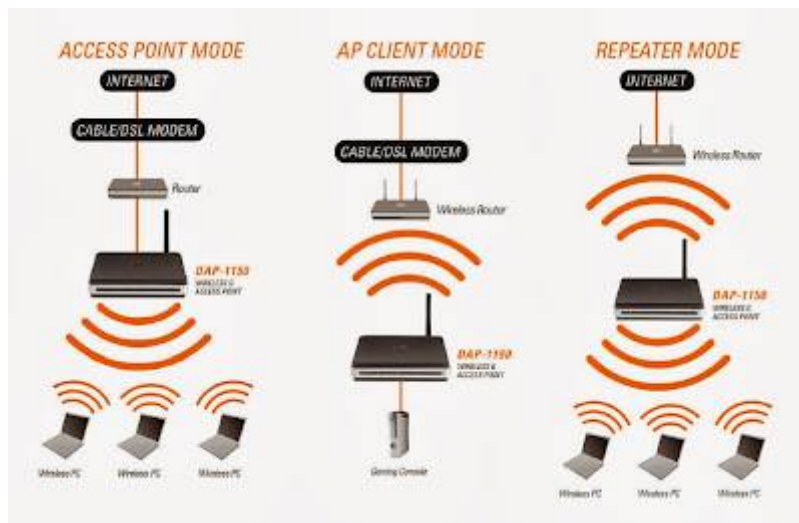 ACCESS POINT MODE
INTERNET
CABLE/DSL MODEM
Router
DAP-1150
WIRELESS G
ACCESS POINT
Wireless PC
Wireless PC
Wireless PC
AP CLIENT MODE
INTERNET
CABLE/DSL MODEM
Wireless Router
DAP-1150
WIRELESS G
ACCESS POINT
Gaming Console
REPEATER MODE
INTERNET
Wireless Router
DAP-1150
WIRELESS G
ACCESS POINT
Wireless PC
Wireless PC
Wireless PC